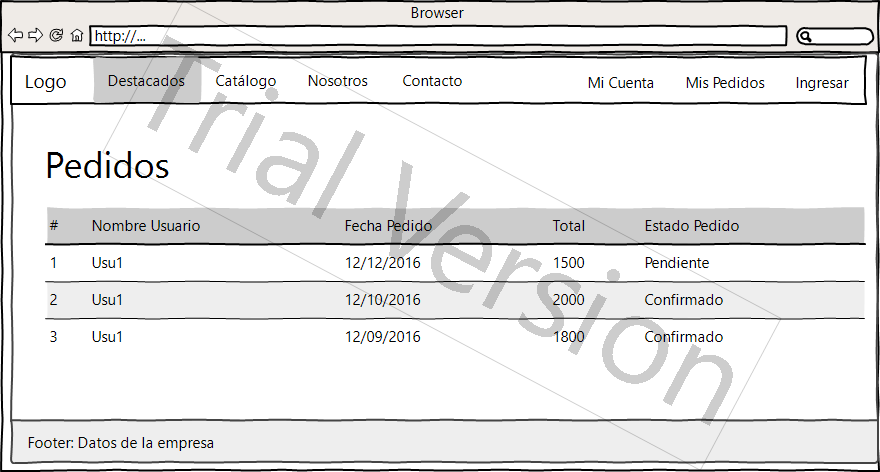 Browser
http://...
Logo Destacados Catálogo Nosotros Contacto Mi Cuenta Mis Pedidos Ingresar
Trial Version
Pedidos
# Nombre Usuario Fecha Pedido Total Estado Pedido
1 Usu1 12/12/2016 1500 Pendiente
2 Usu1 12/10/2016 2000 Confirmado
3 Usu1 12/09/2016 1800 Confirmado
Footer: Datos de la empresa